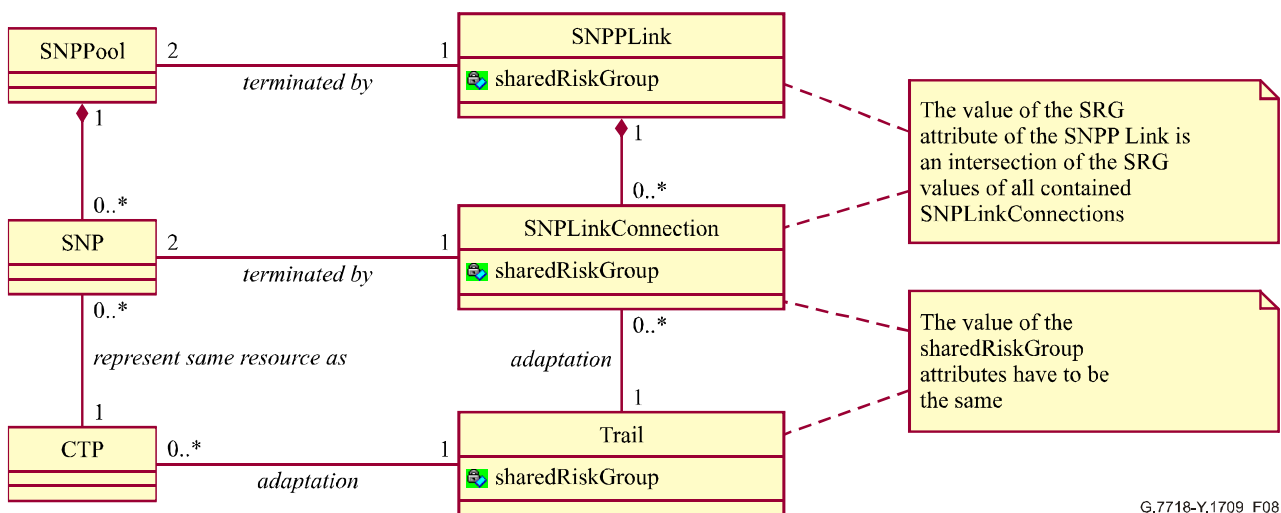 SNPPool
2
terminated by
1
SNPPLink
sharedRiskGroup
The value of the SRG
attribute of the SNPP Link is
an intersection of the SRG
values of all contained
SNPLinkConnections
1
0..*
1
0..*
SNP
2
terminated by
1
SNPLinkConnection
sharedRiskGroup
0..*
represent same resource as
1
0..*
adaptation
1
The value of the
sharedRiskGroup
attributes have to be
the same
CTP
0..*
adaptation
1
Trail
sharedRiskGroup
G.7718-Y.1709_F08